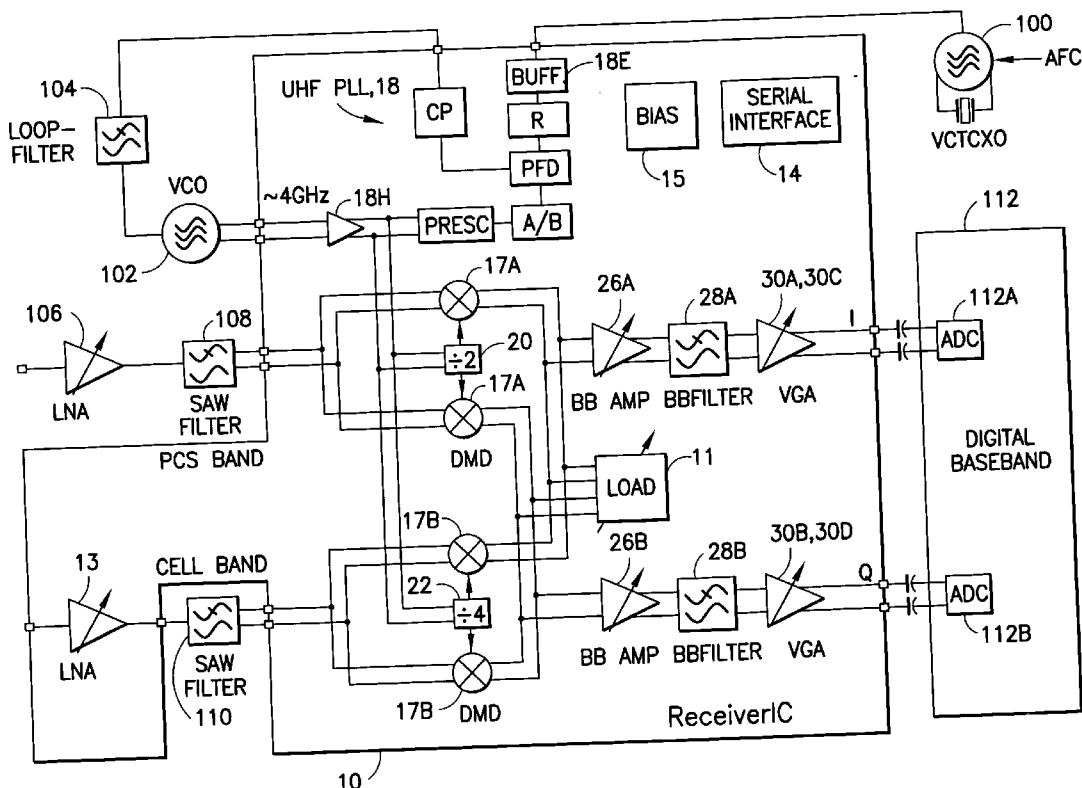 100
AFC
VCTCXO
104
LOOP-
FILTER
UHF PLL,18
CP
BUFF
18E
R
PFD
BIAS
15
SERIAL
INTERFACE
14
VCO
102
~4GHz
18H
PRESC
A/B
112
106
LNA
108
SAW
FILTER
PCS BAND
17A
÷2
20
17A
DMD
26A
BB AMP
28A
BBFILTER
30A,30C
VGA
I
112A
ADC
DIGITAL
BASEBAND
LOAD
11
13
LNA
CELL BAND
SAW
FILTER
110
17B
22
÷4
17B
DMD
26B
BB AMP
28B
BBFILTER
30B,30D
VGA
Q
ADC
112B
ReceiverIC
10